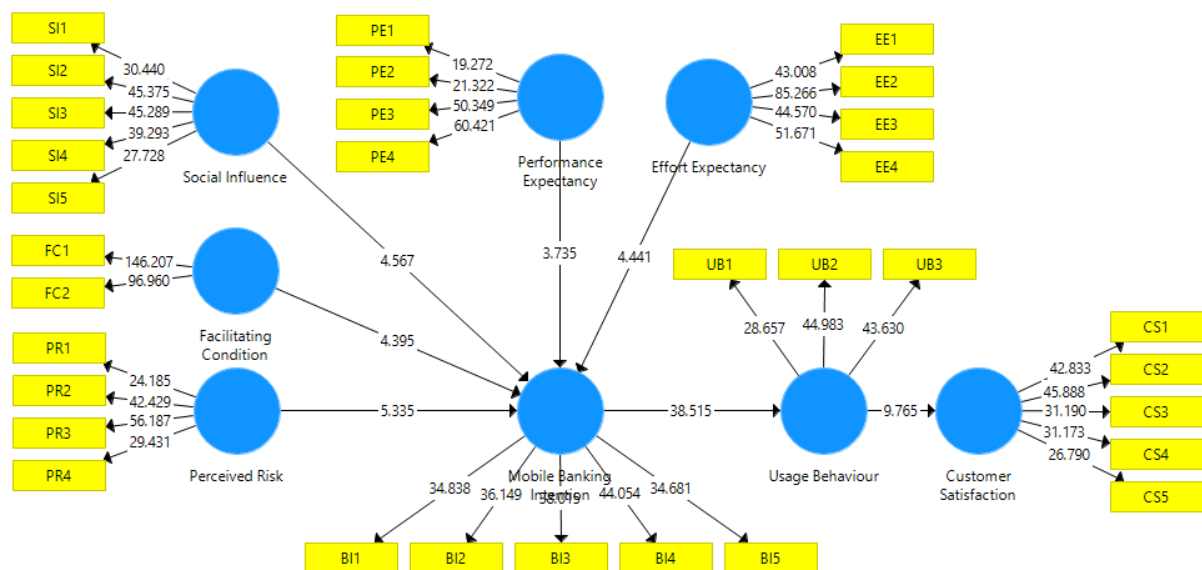 SI1
SI2
SI3
SI4
SI5
30.440
45.375
45.289
39.293
27.728
Social Influence
PE1
PE2
PE3
PE4
19.272
21.322
50.349
60.421
Performance
Expectancy
EE1
EE2
EE3
EE4
43.008
85.266
44.570
51.671
Effort Expectancy
4.567
3.735
4.441
FC1
FC2
146.207
96.960
Facilitating
Condition
4.395
PR1
PR2
PR3
PR4
24.185
42.429
56.187
29.431
Perceived Risk
5.335
UB1
UB2
UB3
28.657
44.983
43.630
38.515
9.765
Mobile Banking
Intention
Usage Behaviour
Customer
Satisfaction
CS1
CS2
CS3
CS4
CS5
42.833
45.888
31.190
31.173
26.790
34.838
36.149
44.054
34.681
BI1
BI2
BI3
BI4
BI5